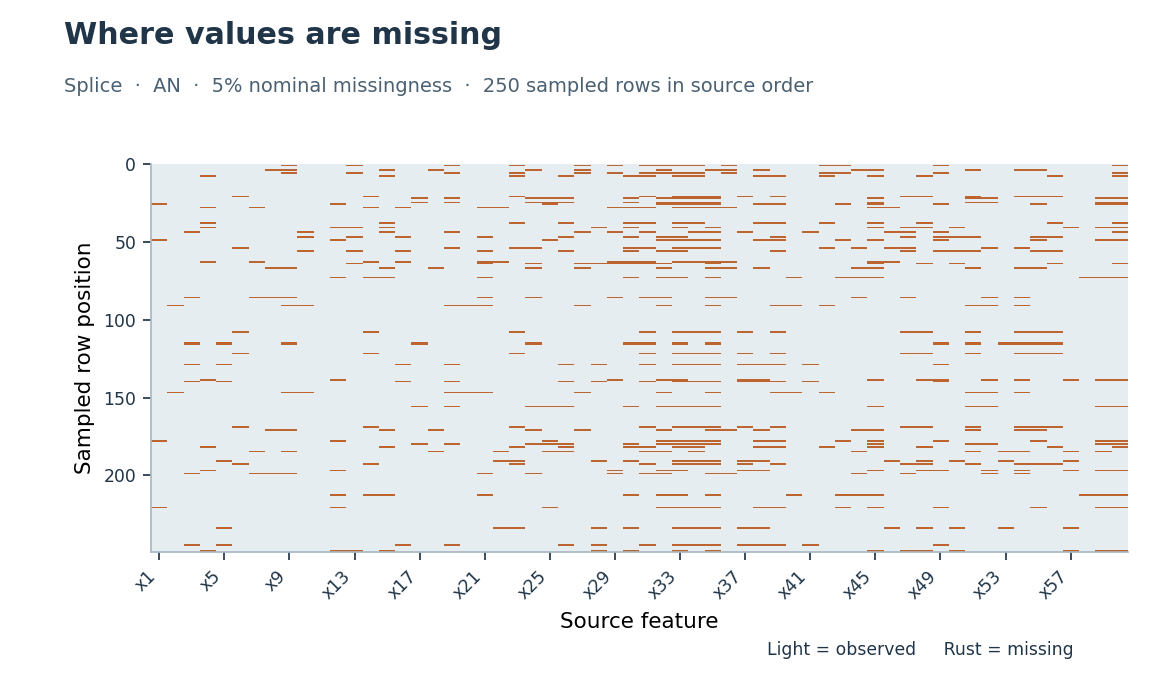 Where values are missing
Splice · AN · 5% nominal missingness · 250 sampled rows in source order
Sampled row position
0
50
100
150
200
x1 x5 x9 x13 x17 x21 x25 x29 x33 x37 x41 x45 x49 x53 x57
Source feature
Light = observed Rust = missing